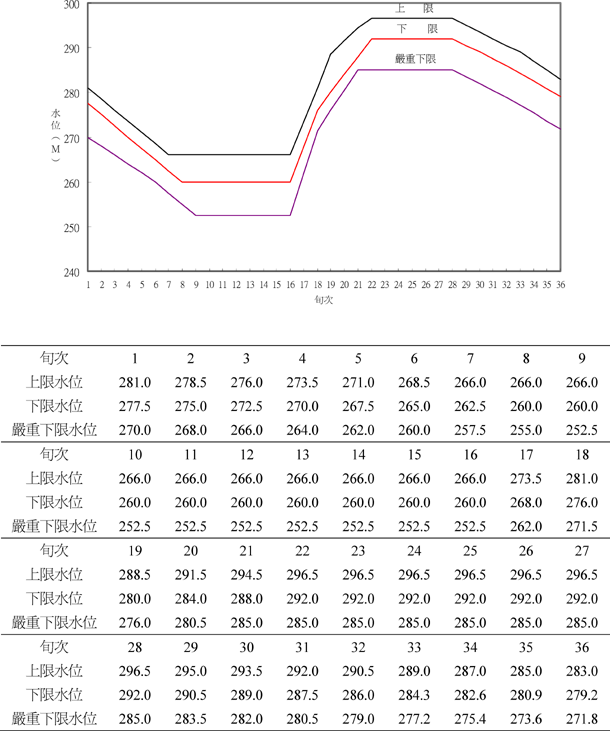 300
290
280
270
260
250
240
水位(M)
上 限
下 限
嚴重下限
1 2 3 4 5 6 7 8 9 10 11 12 13 14 15 16 17 18 19 20 21 22 23 24 25 26 27 28 29 30 31 32 33 34 35 36
旬次
旬次 1 2 3 4 5 6 7 8 9
上限水位 281.0 278.5 276.0 273.5 271.0 268.5 266.0 266.0 266.0
下限水位 277.5 275.0 272.5 270.0 267.5 265.0 262.5 260.0 260.0
嚴重下限水位 270.0 268.0 266.0 264.0 262.0 260.0 257.5 255.0 252.5
旬次 10 11 12 13 14 15 16 17 18
上限水位 266.0 266.0 266.0 266.0 266.0 266.0 266.0 273.5 281.0
下限水位 260.0 260.0 260.0 260.0 260.0 260.0 260.0 268.0 276.0
嚴重下限水位 252.5 252.5 252.5 252.5 252.5 252.5 252.5 262.0 271.5
旬次 19 20 21 22 23 24 25 26 27
上限水位 288.5 291.5 294.5 296.5 296.5 296.5 296.5 296.5 296.5
下限水位 280.0 284.0 288.0 292.0 292.0 292.0 292.0 292.0 292.0
嚴重下限水位 276.0 280.5 285.0 285.0 285.0 285.0 285.0 285.0 285.0
旬次 28 29 30 31 32 33 34 35 36
上限水位 296.5 295.0 293.5 292.0 290.5 289.0 287.0 285.0 283.0
下限水位 292.0 290.5 289.0 287.5 286.0 284.3 282.6 280.9 279.2
嚴重下限水位 285.0 283.5 282.0 280.5 279.0 277.2 275.4 273.6 271.8